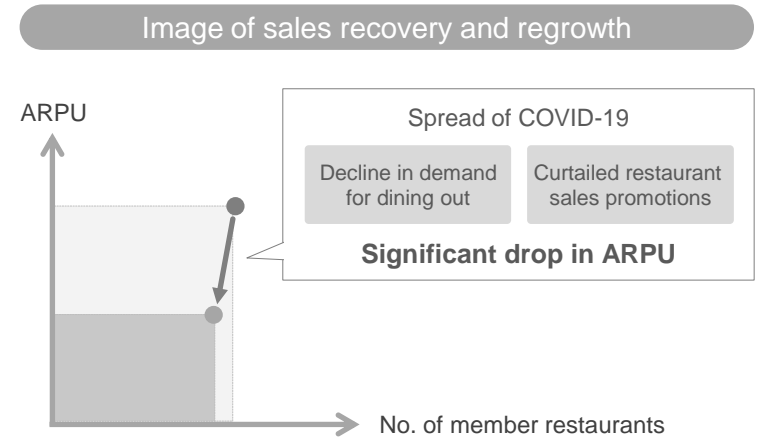 Image of sales recovery and regrowth
ARPU
Spread of COVID-19
Decline in demand
for dining out
Curtailed restaurant
sales promotions
Significant drop in ARPU
No. of member restaurants